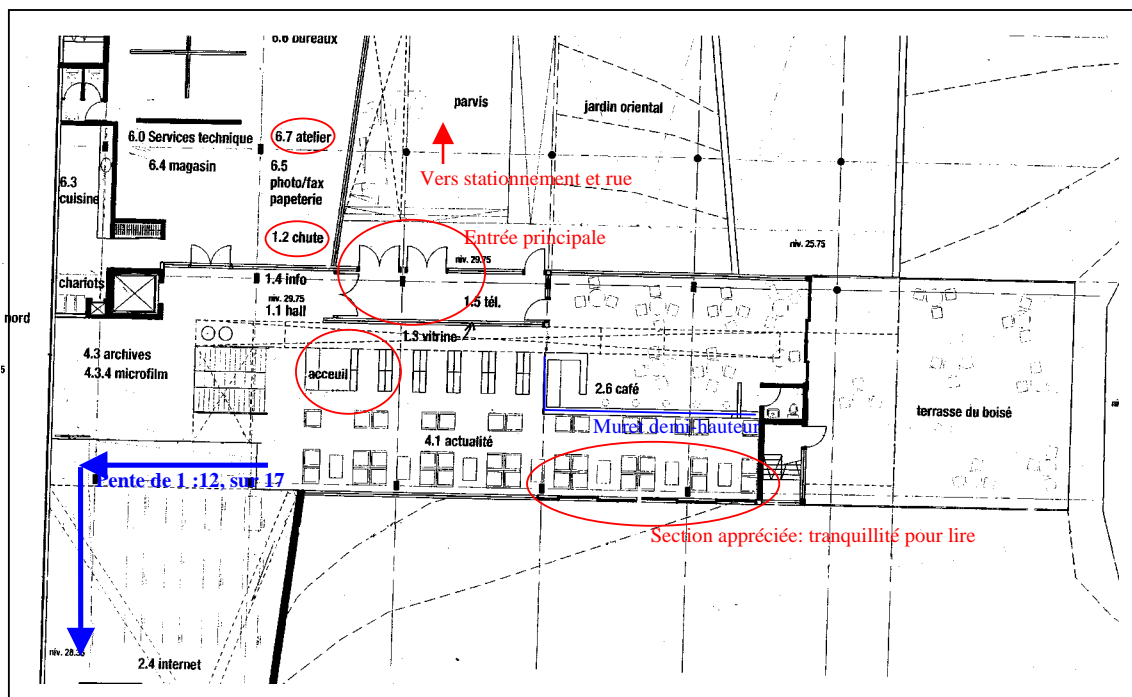 6.6 bureaux
parvis
jardin oriental
6.0 Services technique
6.7 atelier
6.4 magasin
6.5
photo/fax
papeterie
6.3
cuisine
Vers stationnement et rue
1.2 chute
Entrée principale
niv. 29.75
niv. 25.75
chariots
1.4 info
niv. 29.75
1.1 hall
1.5 tél.
nord
1.3 vitrine
4.3 archives
4.3.4 microfilm
acceuil
2.6 café
terrasse du boisé
5
Muret demi-hauteur
4.1 actualité
Pente de 1 :12, sur 17
Section appréciée: tranquillité pour lire
2.4 internet